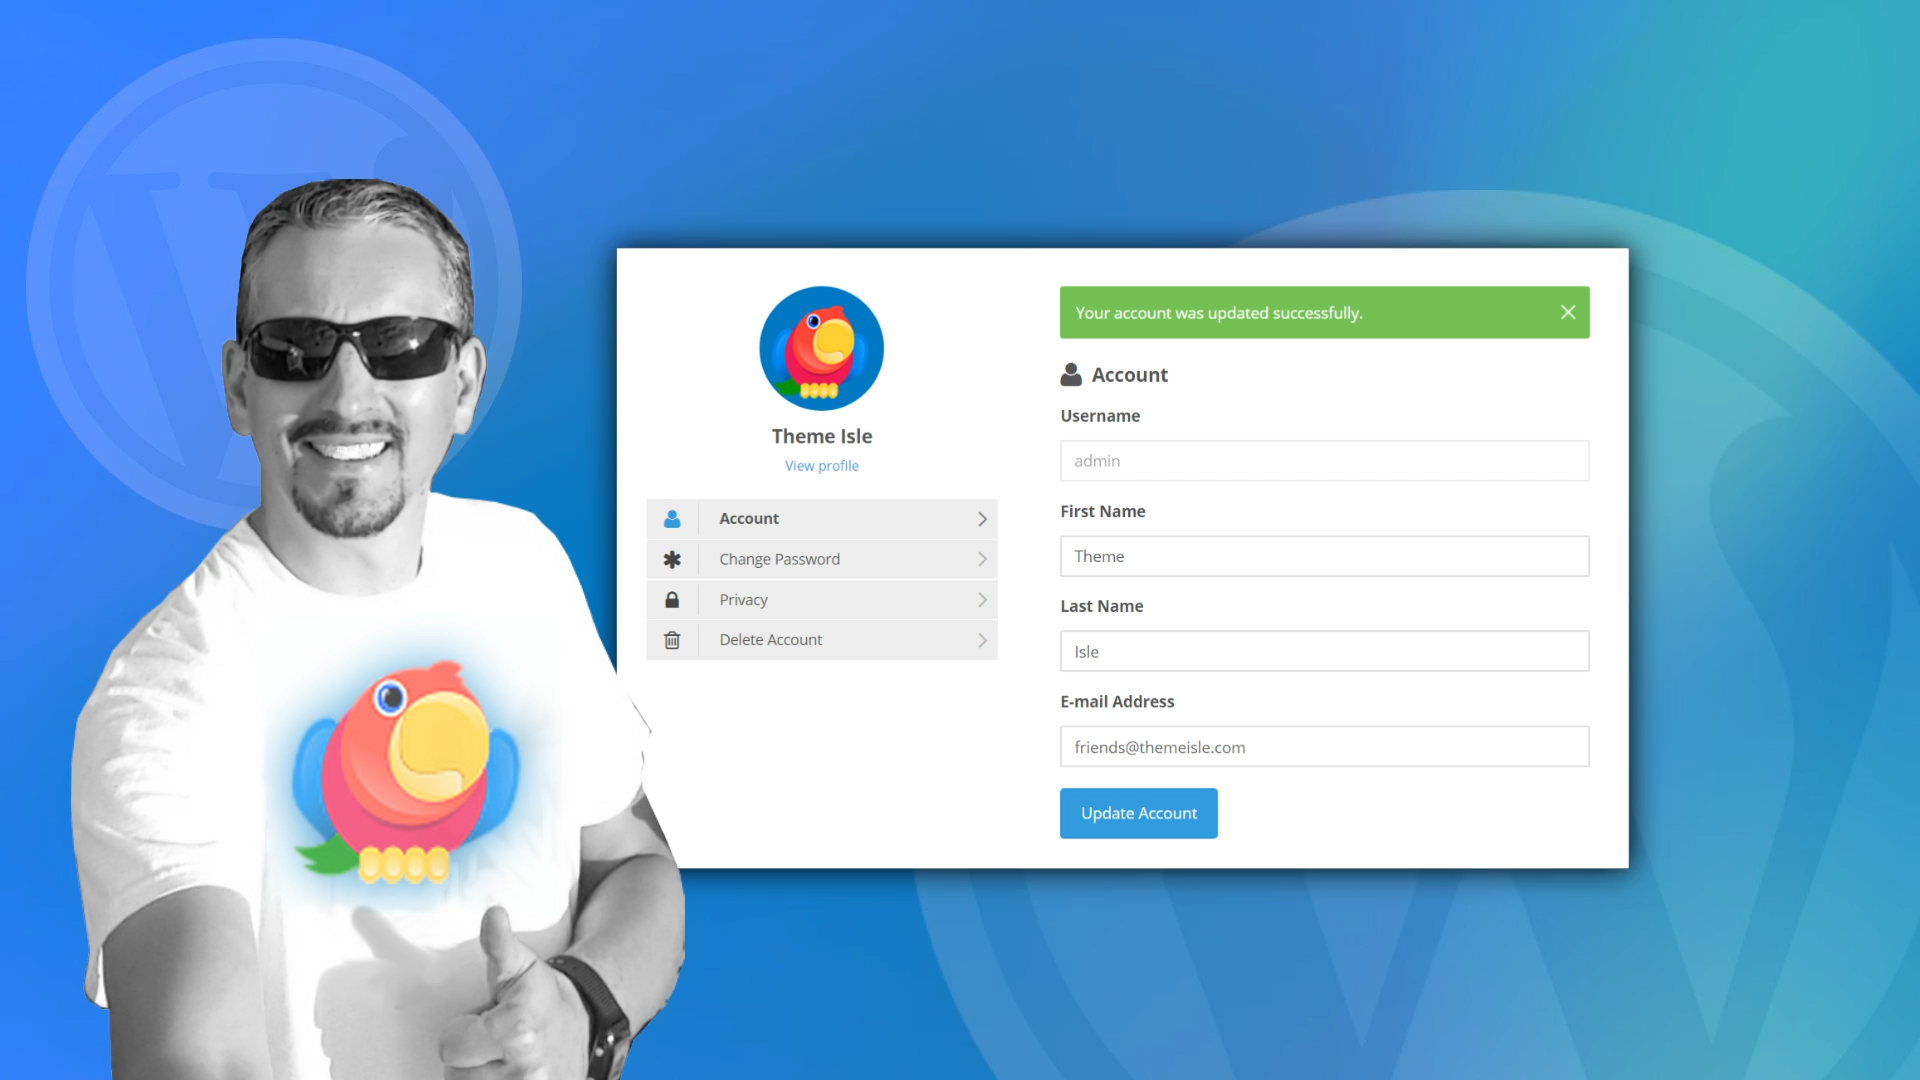 Theme Isle
View profile
Account
Change Password
Privacy
Delete Account
Your account was updated successfully.
Account
Username
admin
First Name
Theme
Last Name
Isle
E-mail Address
friends@themeisle.com
Update Account